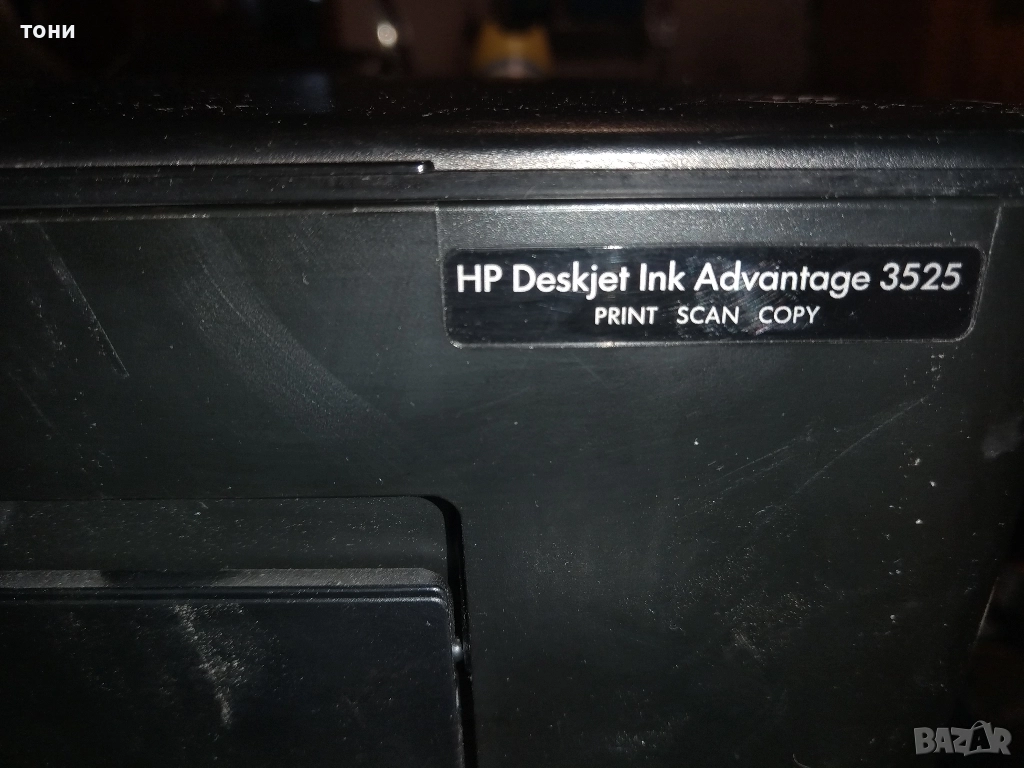 тони
HP Deskjet Ink Advantage 3525
PRINT SCAN COPY
BAZAR